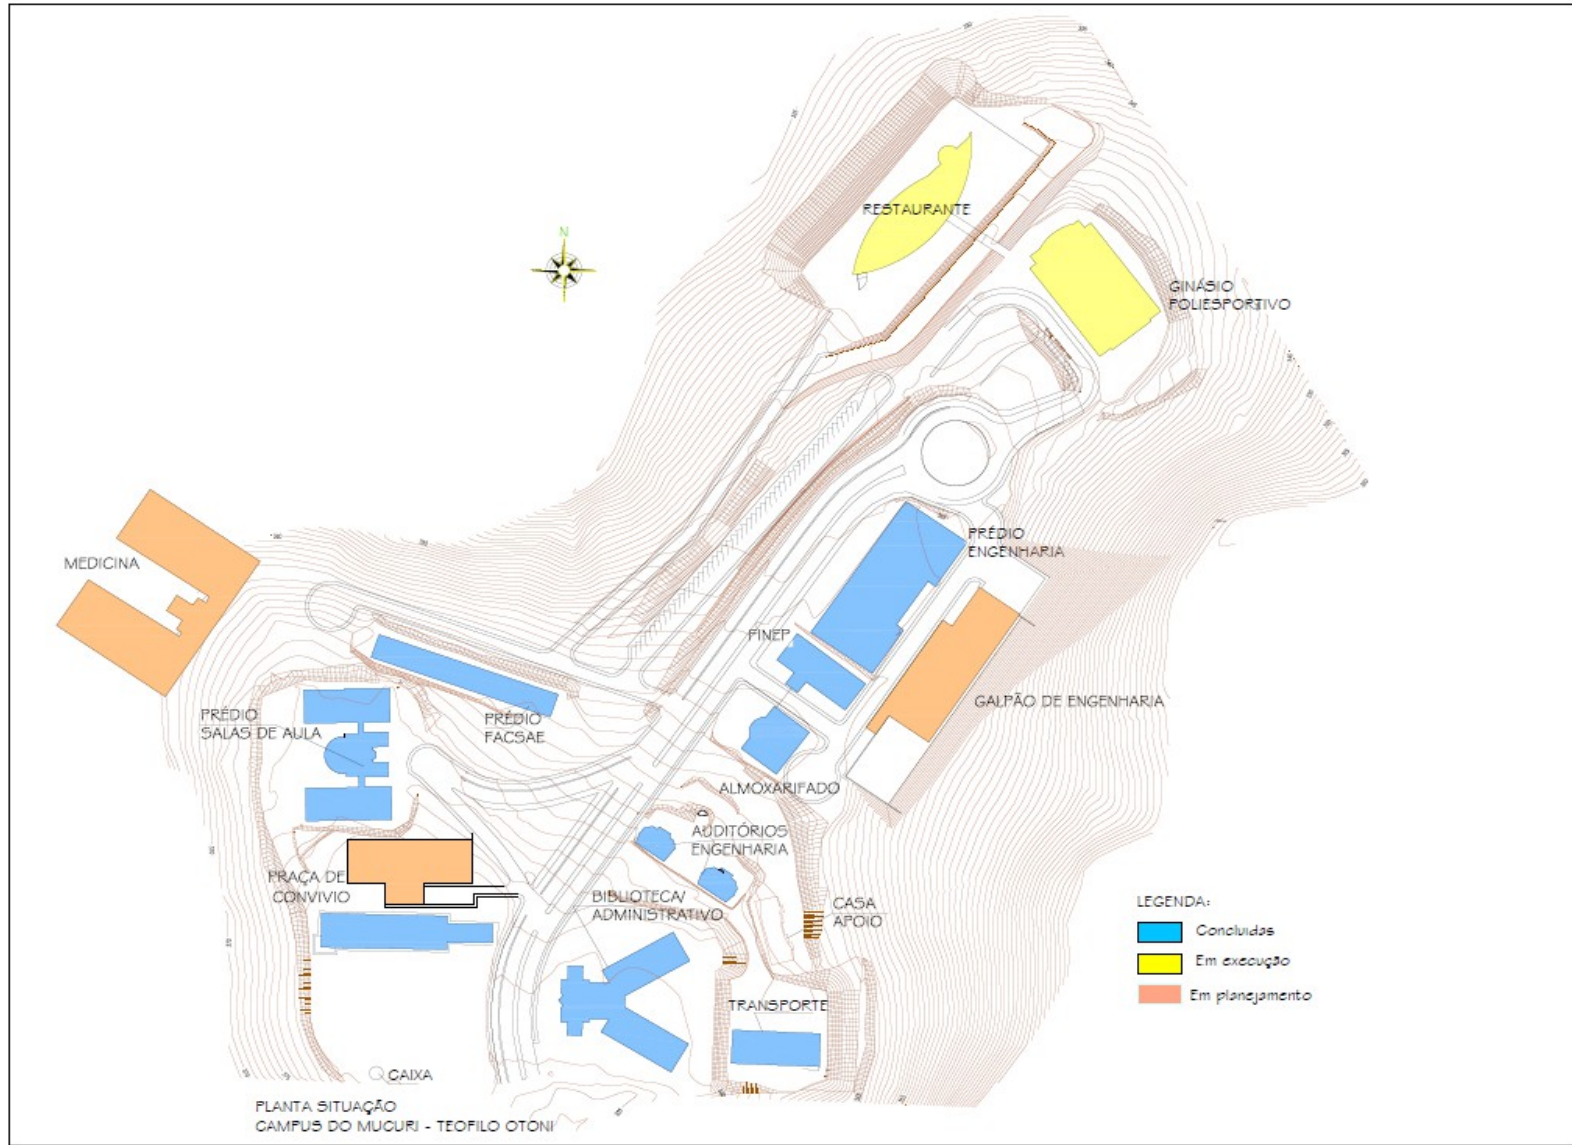 N
RESTAURANTE
GINÁSIO
POLIESPORTIVO
PRÉDIO
ENGENHARIA
MEDICINA
FINEP
GALPÃO DE ENGENHARIA
PRÉDIO
SALAS DE AULA
PRÉDIO
FACSAE
ALMOXARIFADO
AUDITÓRIOS
ENGENHARIA
PRAÇA DE
CONVIVIO
BIBLIOTECA/
ADMINISTRATIVO
CASA
APOIO
LEGENDA:
Concluidas
Em execução
Em planejamento
TRANSPORTE
CAIXA
PLANTA SITUAÇÃO
CAMPUS DO MUCURI - TEOFILO OTONI